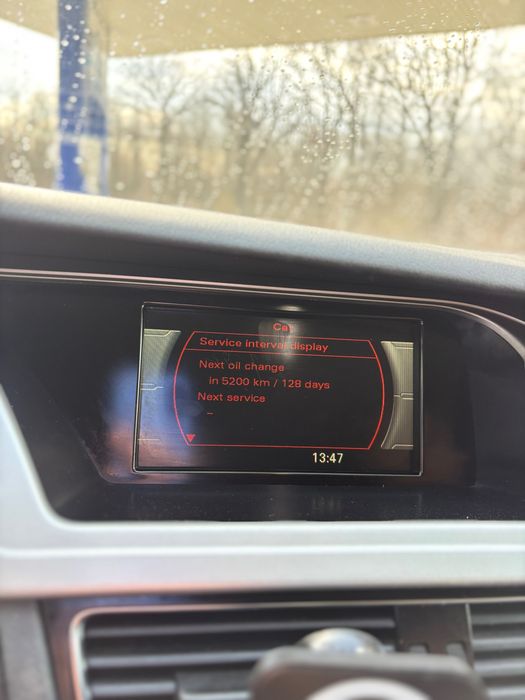 Car
Service interval display
Next oil change
in 5200 km / 128 days
Next service
–
13:47